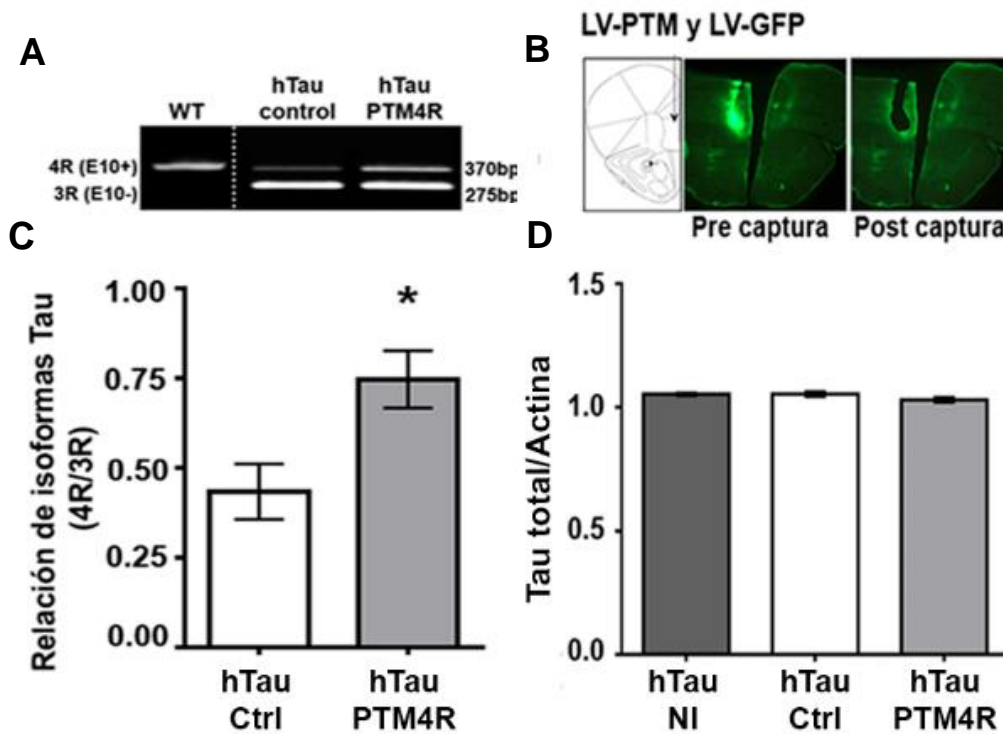 A
WT
hTau
control
hTau
PTM4R
4R (E10+)
3R (E10-)
370bp
275bp
LV-PTM y LV-GFP
B
Pre captura
Post captura
C
Relación de isoformas Tau
(4R/3R)
1.00
0.75
0.50
0.25
0.00
*
hTau
Ctrl
hTau
PTM4R
D
Tau total/Actina
1.5
1.0
0.5
0.0
hTau
NI
hTau
Ctrl
hTau
PTM4R